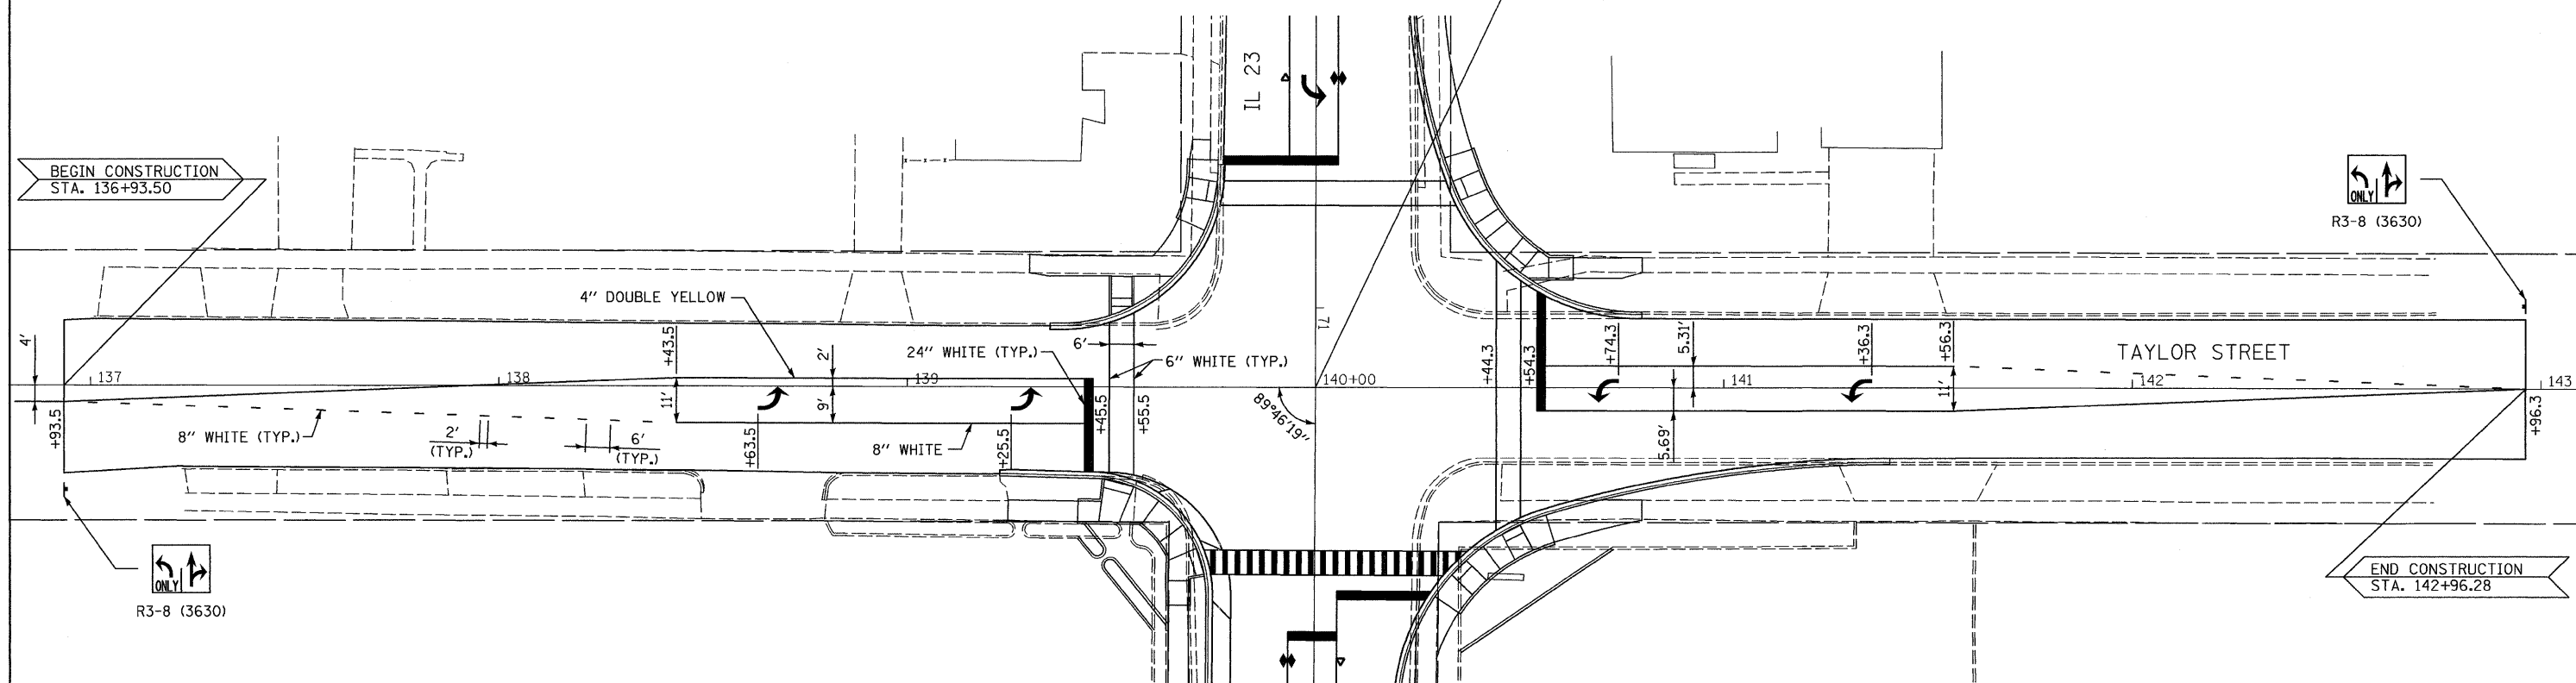 IL 23
BEGIN CONSTRUCTION
STA. 136+93.50
ONLY
R3-8 (3630)
4" DOUBLE YELLOW
4'
+43.5
2'
24" WHITE (TYP.)
6'
6" WHITE (TYP.)
71
+44.3
+54.3
+74.3
5.31'
+36.3
+56.3
TAYLOR STREET
137
138
139
140+00
141
142
143
11'
9'
+93.5
8" WHITE (TYP.)
2'
(TYP.)
6'
(TYP.)
+63.5
8" WHITE
+25.5
+45.5
+55.5
89°46'19"
5.69'
11'
+96.3
ONLY
R3-8 (3630)
END CONSTRUCTION
STA. 142+96.28